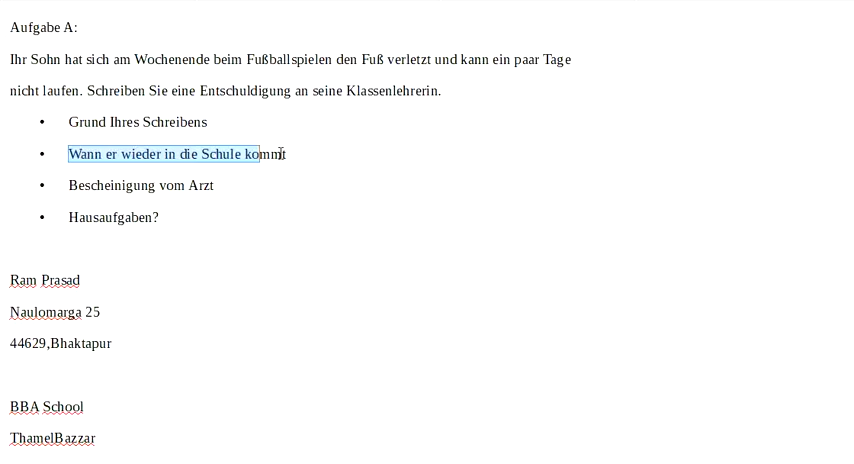 Aufgabe A:
Ihr Sohn hat sich am Wochenende beim Fußballspielen den Fuß verletzt und kann ein paar Tage
nicht laufen. Schreiben Sie eine Entschuldigung an seine Klassenlehrerin.
• Grund Ihres Schreibens
• Wann er wieder in die Schule kommt
• Bescheinigung vom Arzt
• Hausaufgaben?
Ram Prasad
Naulomarga 25
44629,Bhaktapur
BBA School
ThamelBazzar